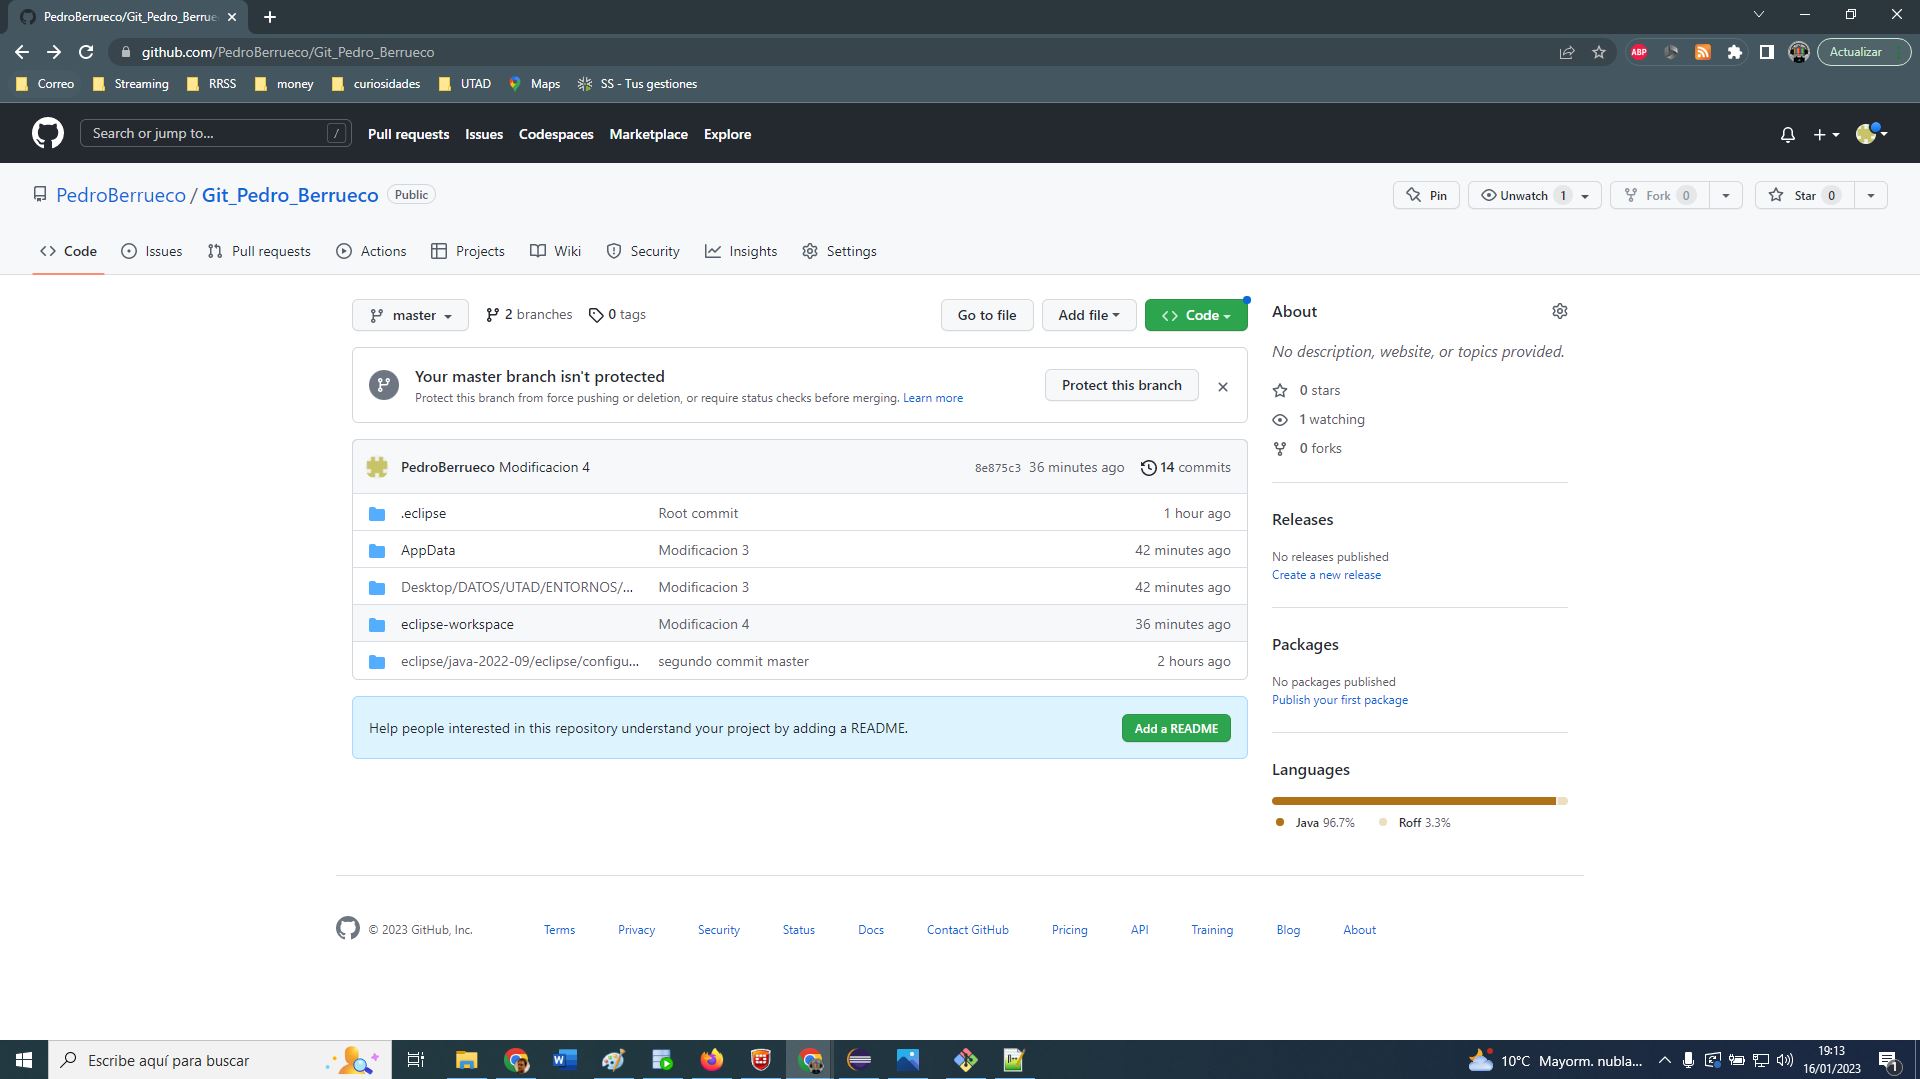 PedroBerrueco/Git_Pedro_Berrue
github.com/PedroBerrueco/Git_Pedro_Berrueco
ABP
Actualizar
Correo Streaming RRSS money curiosidades UTAD Maps SS - Tus gestiones
Search or jump to... / Pull requests Issues Codespaces Marketplace Explore
PedroBerrueco / Git_Pedro_Berrueco Public
Pin Unwatch 1 Fork 0 Star 0
Code Issues Pull requests Actions Projects Wiki Security Insights Settings
master 2 branches 0 tags Go to file Add file Code
Your master branch isn't protected
Protect this branch from force pushing or deletion, or require status checks before merging. Learn more
Protect this branch
PedroBerrueco Modificacion 4 8e875c3 36 minutes ago 14 commits
.eclipse Root commit 1 hour ago
AppData Modificacion 3 42 minutes ago
Desktop/DATOS/UTAD/ENTORNOS/... Modificacion 3 42 minutes ago
eclipse-workspace Modificacion 4 36 minutes ago
eclipse/java-2022-09/eclipse/configu... segundo commit master 2 hours ago
Help people interested in this repository understand your project by adding a README. Add a README
About
No description, website, or topics provided.
0 stars
1 watching
0 forks
Releases
No releases published
Create a new release
Packages
No packages published
Publish your first package
Languages
Java 96.7% Roff 3.3%
© 2023 GitHub, Inc. Terms Privacy Security Status Docs Contact GitHub Pricing API Training Blog About
Escribe aquí para buscar
W
10°C Mayorm. nubla...
19:13
16/01/2023
1